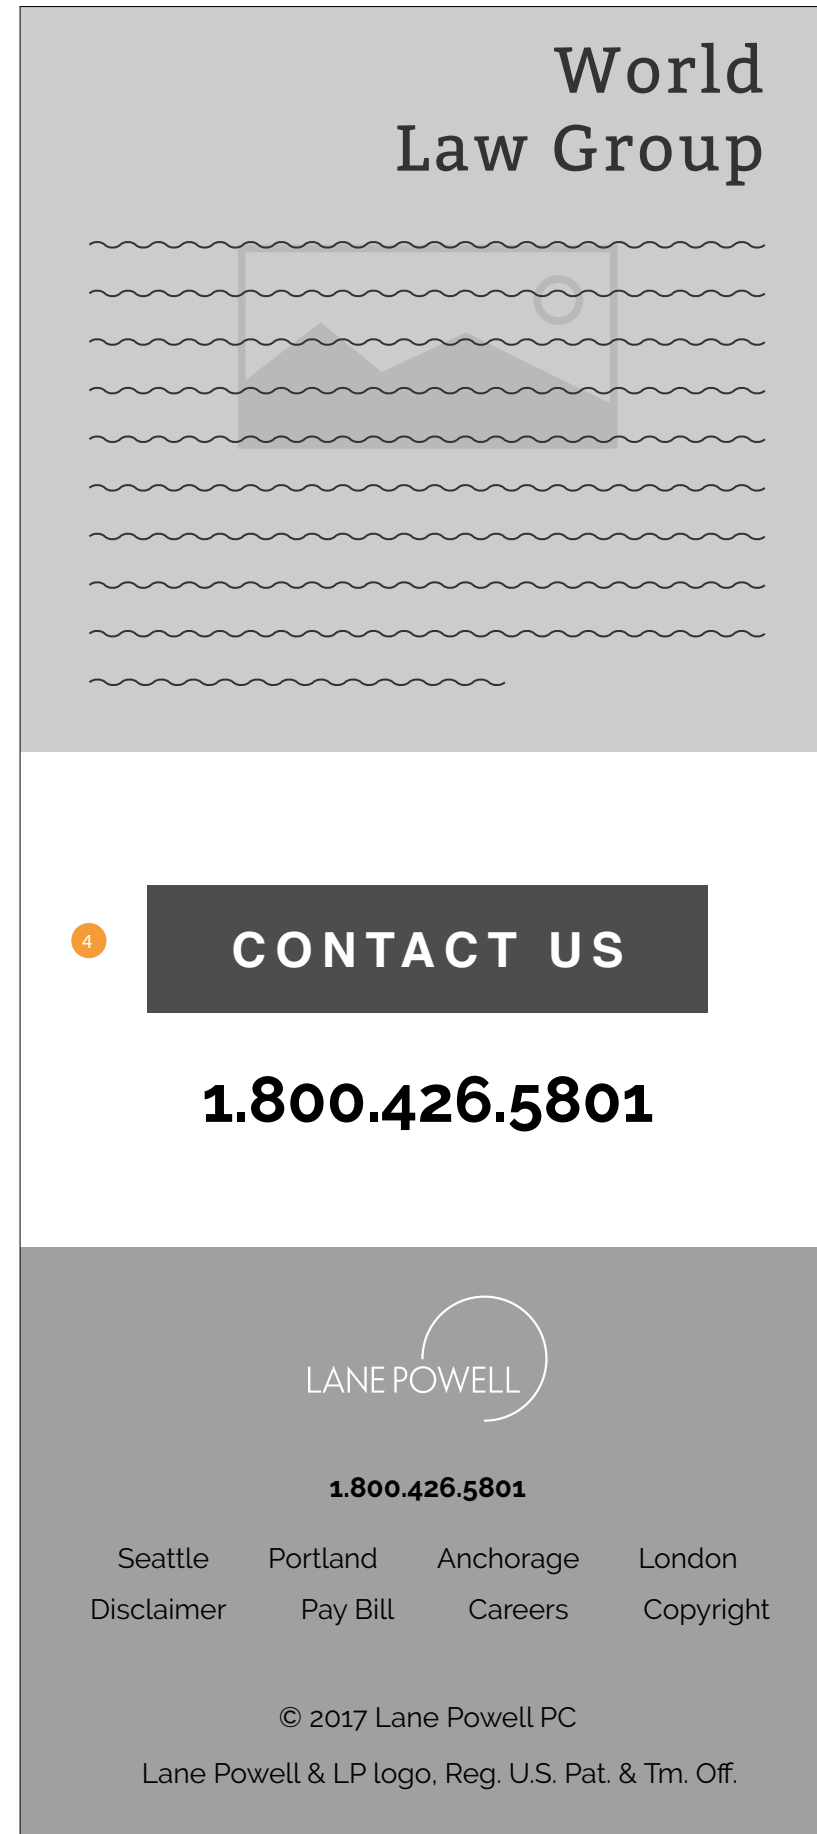 World
Law Group
4
CONTACT US
1.800.426.5801
LANE POWELL
1.800.426.5801
Seattle Portland Anchorage London
Disclaimer Pay Bill Careers Copyright
© 2017 Lane Powell PC
Lane Powell & LP logo, Reg. U.S. Pat. & Tm. Off.